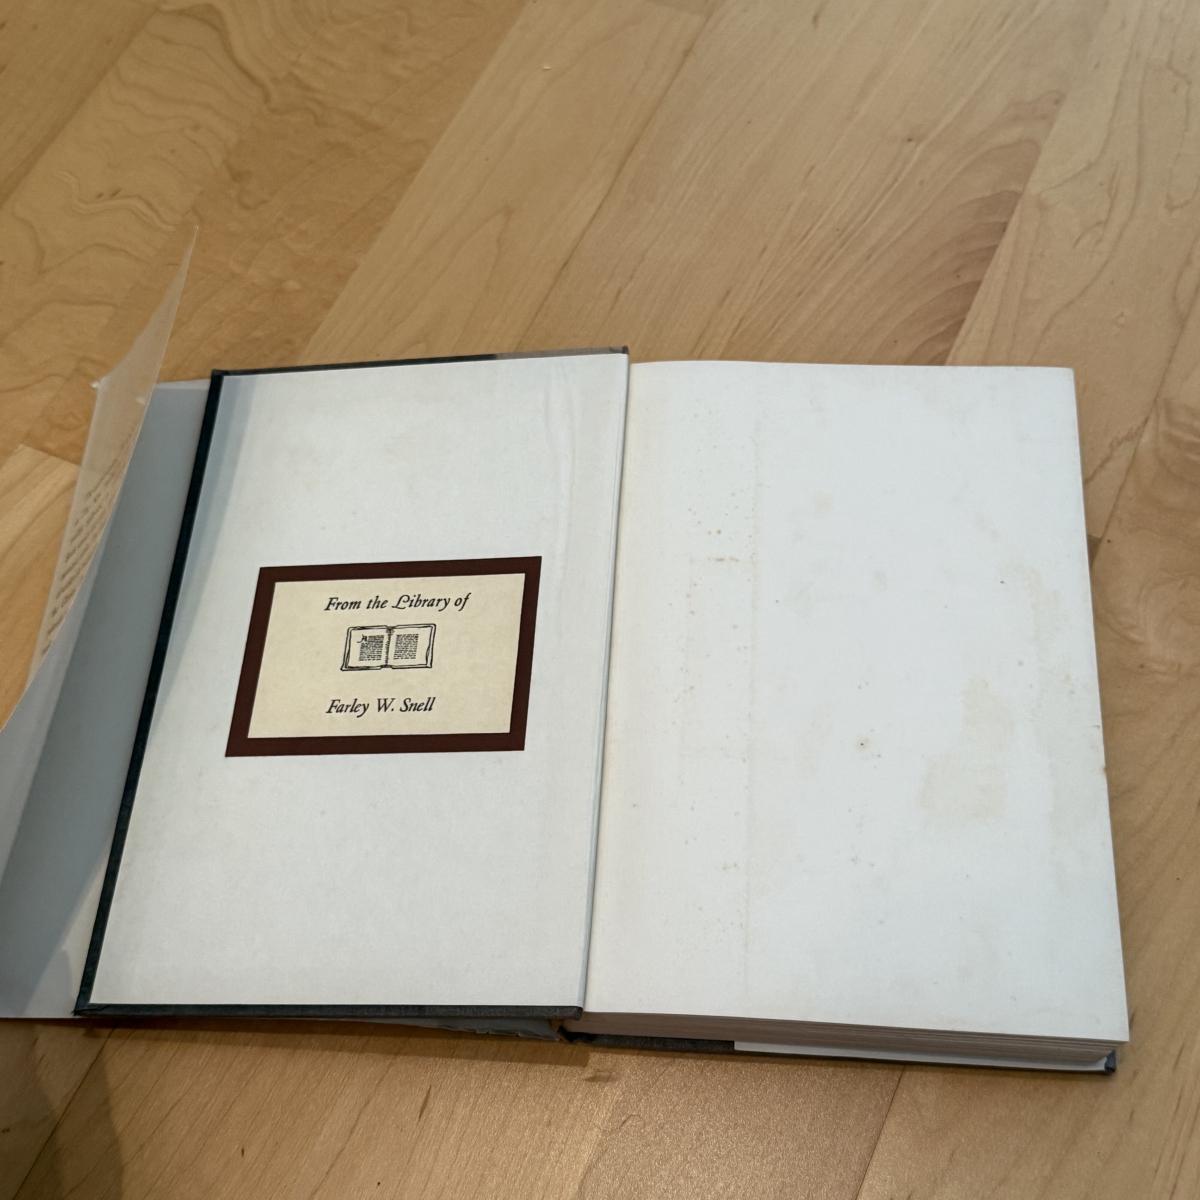 From the Library of
Farley W. Snell